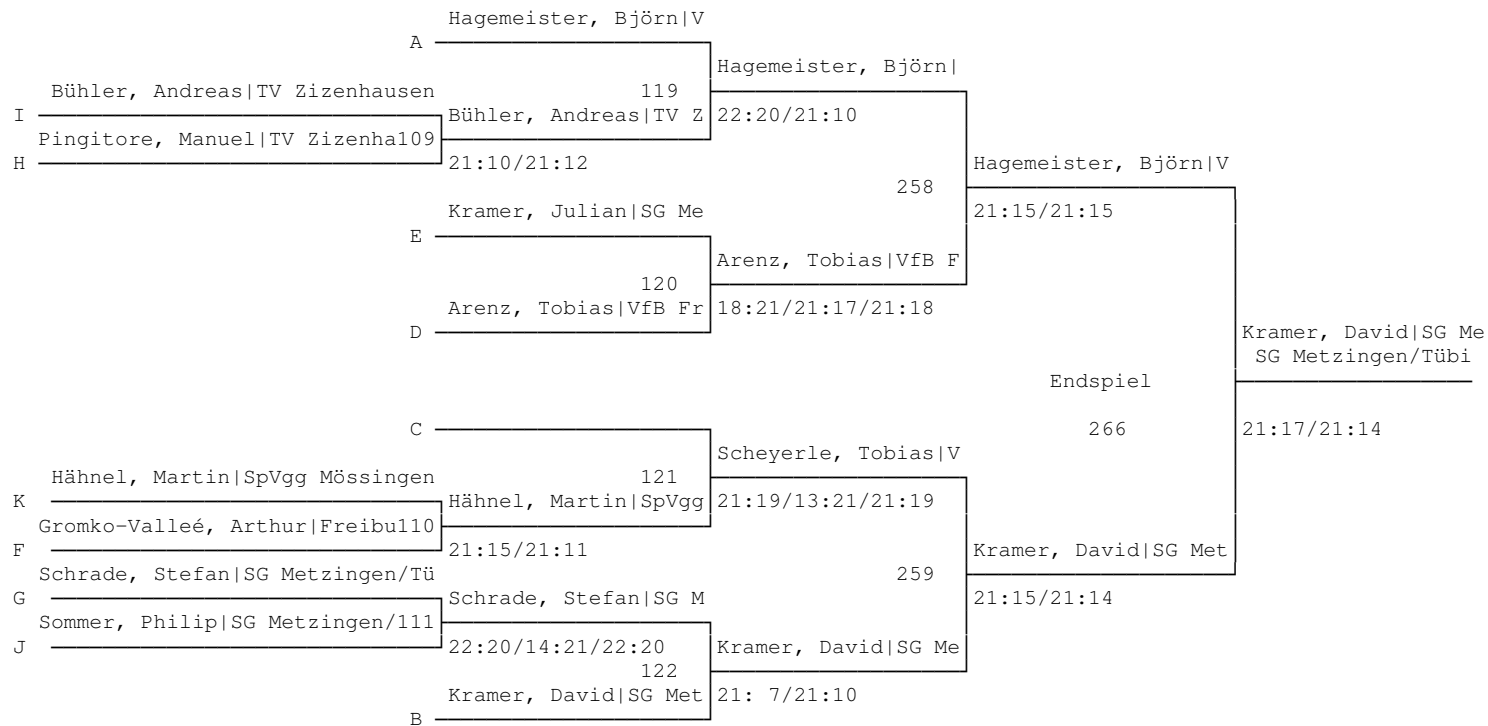 Hagemeister, Björn|V
A
Hagemeister, Björn|
Bühler, Andreas|TV Zizenhausen
119
I
Bühler, Andreas|TV Z
22:20/21:10
Pingitore, Manuel|TV Zizenha109
H
21:10/21:12
Hagemeister, Björn|V
258
Kramer, Julian|SG Me
21:15/21:15
E
Arenz, Tobias|VfB F
120
Arenz, Tobias|VfB Fr
18:21/21:17/21:18
D
Kramer, David|SG Me
SG Metzingen/Tübi
Endspiel
C
266
21:17/21:14
Scheyerle, Tobias|V
Hähnel, Martin|SpVgg Mössingen
121
K
Hähnel, Martin|SpVgg
21:19/13:21/21:19
Gromko-Valleé, Arthur|Freibu110
F
21:15/21:11
Kramer, David|SG Met
Schrade, Stefan|SG Metzingen/Tü
259
G
Schrade, Stefan|SG M
21:15/21:14
Sommer, Philip|SG Metzingen/111
J
22:20/14:21/22:20
Kramer, David|SG Me
122
Kramer, David|SG Met
21: 7/21:10
B